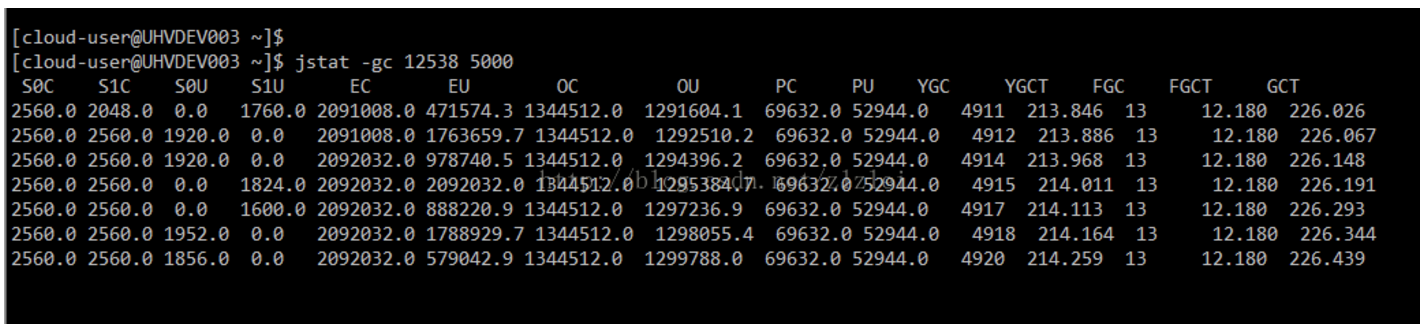 [cloud-user@UHVDEV003 ~]$
[cloud-user@UHVDEV003 ~]$ jstat -gc 12538 5000
S0C S1C S0U S1U EC EU OC OU PC PU YGC YGCT FGC FGCT GCT
2560.0 2048.0 0.0 1760.0 2091008.0 471574.3 1344512.0 1291604.1 69632.0 52944.0 4911 213.846 13 12.180 226.026
2560.0 2560.0 1920.0 0.0 2091008.0 1763659.7 1344512.0 1292510.2 69632.0 52944.0 4912 213.886 13 12.180 226.067
2560.0 2560.0 1920.0 0.0 2092032.0 978740.5 1344512.0 1294396.2 69632.0 52944.0 4914 213.968 13 12.180 226.148
2560.0 2560.0 0.0 1824.0 2092032.0 2092032.0 1344512.0 1295384.7 69632.0 52944.0 4915 214.011 13 12.180 226.191
2560.0 2560.0 0.0 1600.0 2092032.0 888220.9 1344512.0 1297236.9 69632.0 52944.0 4917 214.113 13 12.180 226.293
2560.0 2560.0 1952.0 0.0 2092032.0 1788929.7 1344512.0 1298055.4 69632.0 52944.0 4918 214.164 13 12.180 226.344
2560.0 2560.0 1856.0 0.0 2092032.0 579042.9 1344512.0 1299788.0 69632.0 52944.0 4920 214.259 13 12.180 226.439